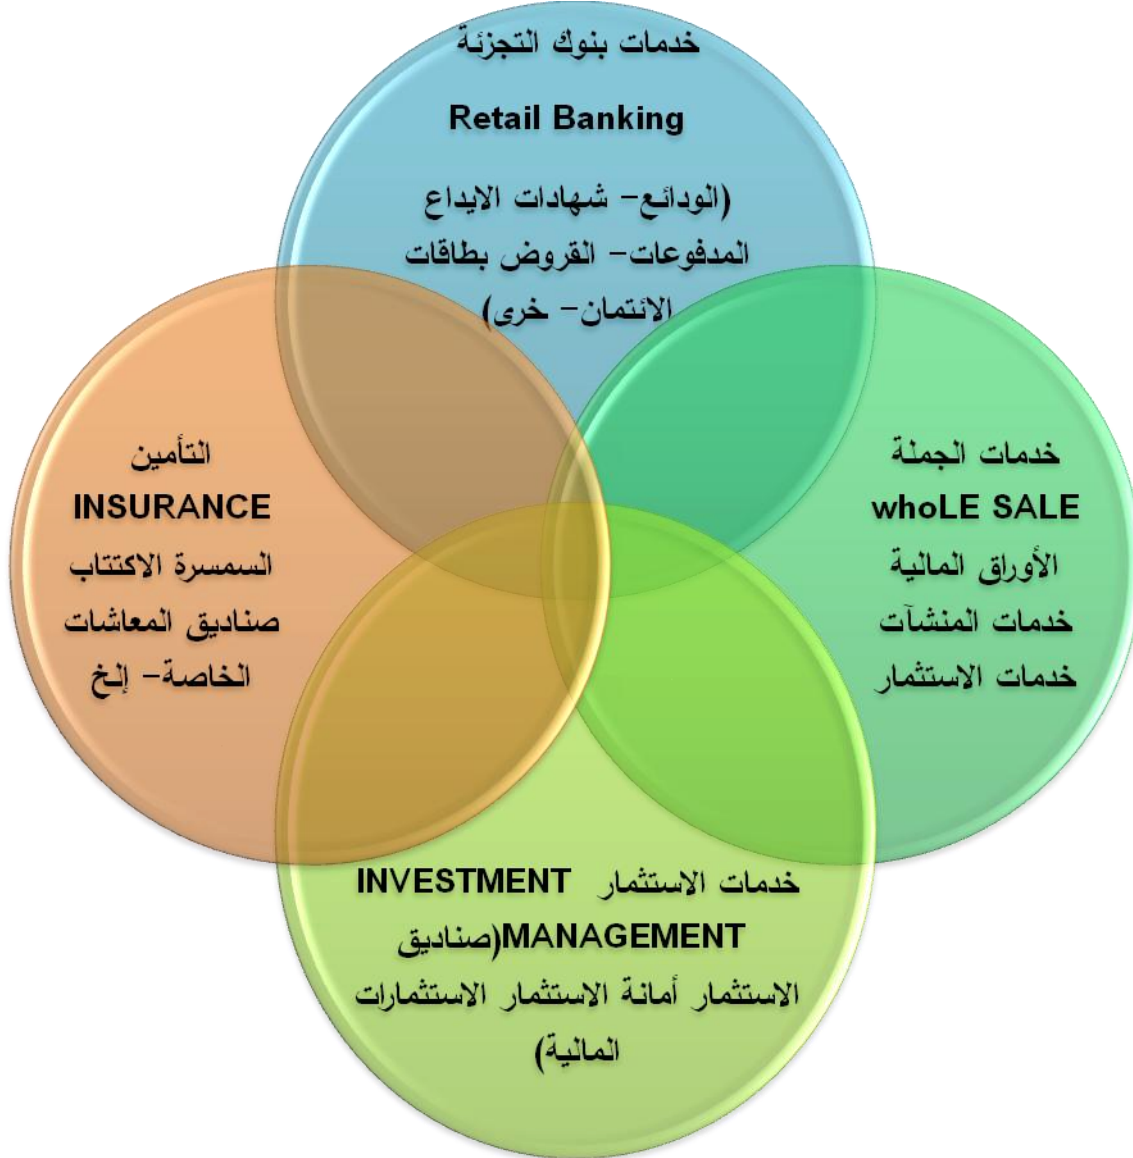 خدمات بنوك التجزئة
Retail Banking
(الودائع- شهادات الايداع
المدفوعات- القروض بطاقات
الائتمان- خرى)
التأمين
INSURANCE
السمسرة الاكتتاب
صناديق المعاشات
الخاصة- إلخ
خدمات الجملة
whoLE SALE
الأوراق المالية
خدمات المنشآت
خدمات الاستثمار
خدمات الاستثمار INVESTMENT
MANAGEMENT(صناديق
الاستثمار أمانة الاستثمار الاستثمارات
المالية)